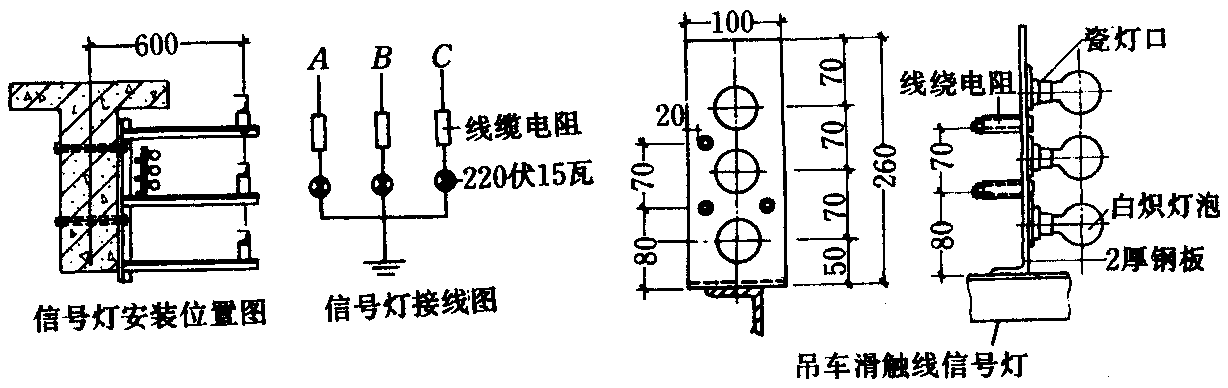 600
信号灯安装位置图
A B C
线缆电阻
220伏15瓦
信号灯接线图
100
20
70
80
70
70
70
50
260
瓷灯口
线绕电阻
70
80
白炽灯泡
2厚钢板
吊车滑触线信号灯